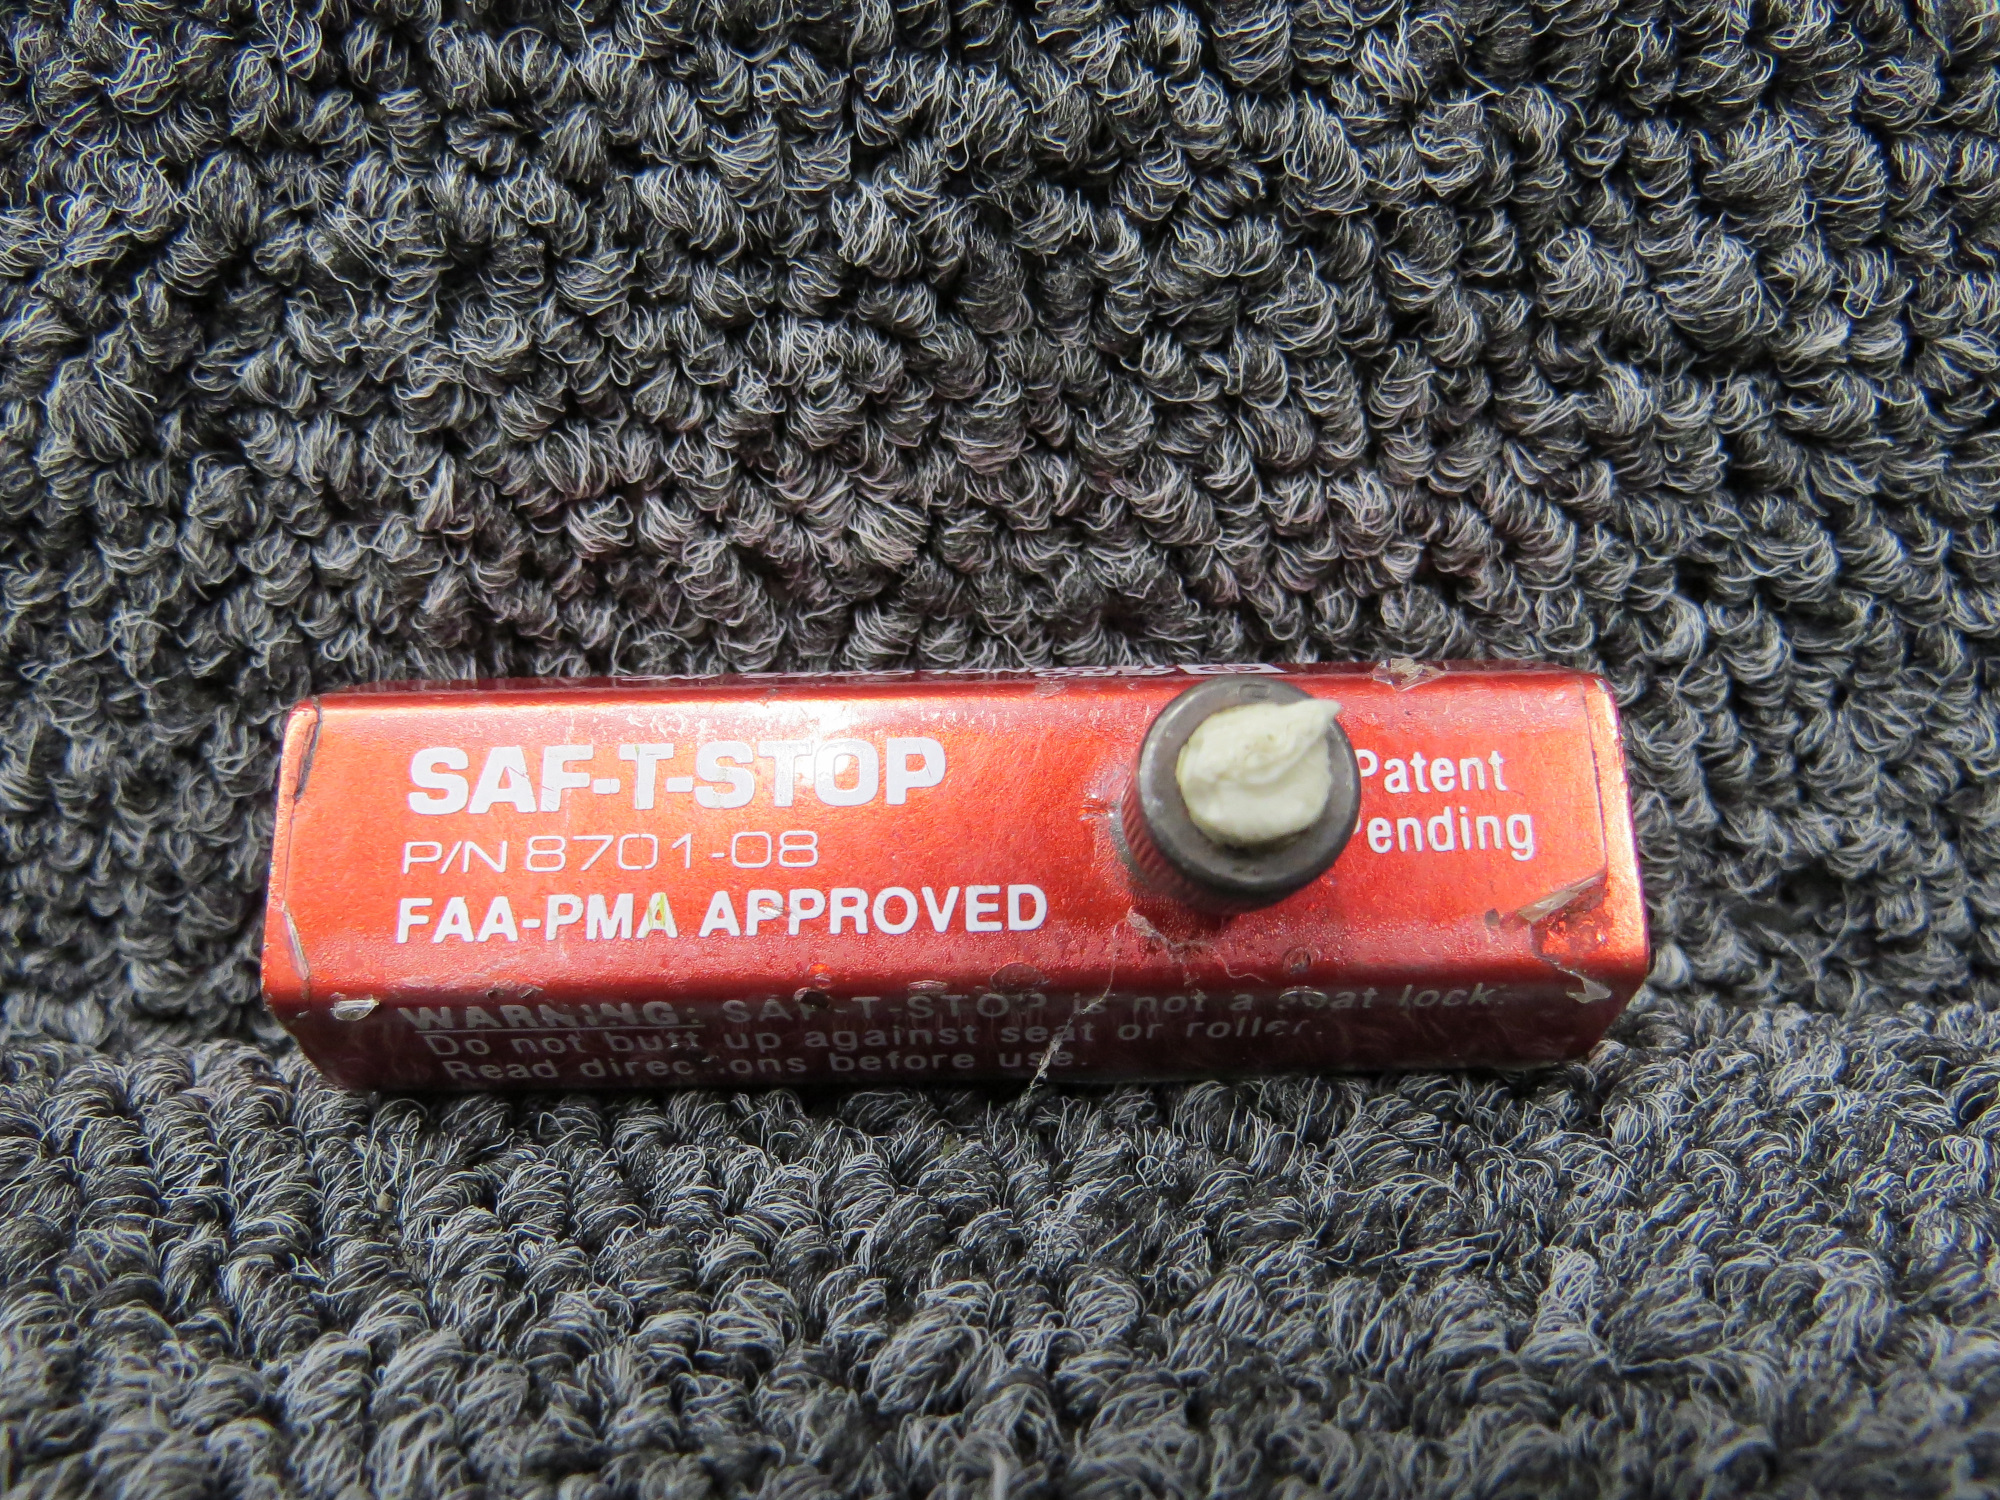 SAF-T-STOP
P/N 8701-08
FAA-PMA APPROVED
Patent
Pending
WARNING: SAF-T-STOP is not a seat lock.
Do not butt up against seat or roller.
Read directions before use.